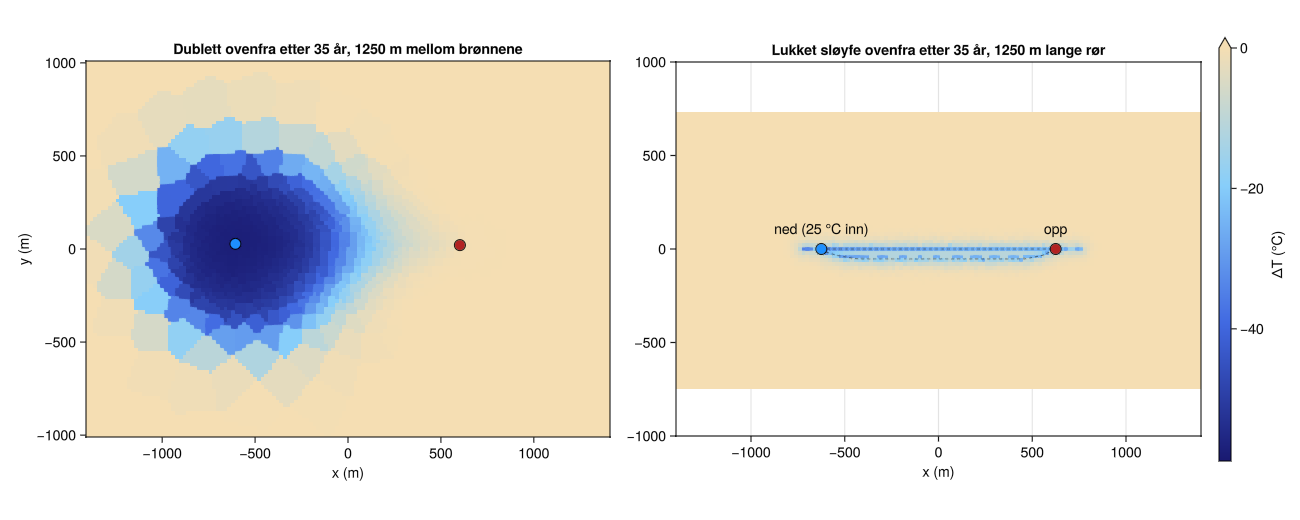 Dublett ovenfra etter 35 år, 1250 m mellom brønnene
1000
500
0
−500
−1000
y (m)
−1000
−500
0
500
1000
x (m)
Lukket sløyfe ovenfra etter 35 år, 1250 m lange rør
1000
500
0
−500
−1000
ned (25 °C inn)
opp
−1000
−500
0
500
1000
x (m)
0
−20
−40
ΔT (°C)